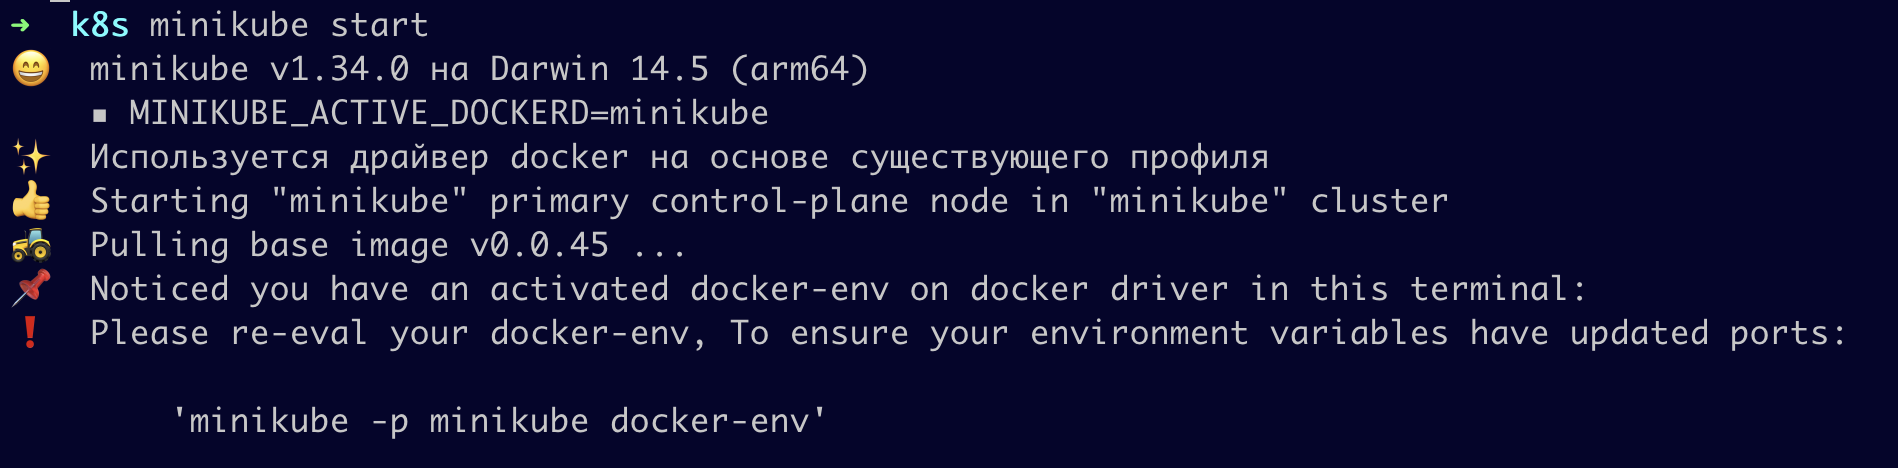 ➜ k8s minikube start
😄 minikube v1.34.0 на Darwin 14.5 (arm64)
▪ MINIKUBE_ACTIVE_DOCKERD=minikube
✨ Используется драйвер docker на основе существующего профиля
👍 Starting "minikube" primary control-plane node in "minikube" cluster
🚜 Pulling base image v0.0.45 ...
📌 Noticed you have an activated docker-env on docker driver in this terminal:
❗ Please re-eval your docker-env, To ensure your environment variables have updated ports:
'minikube -p minikube docker-env'